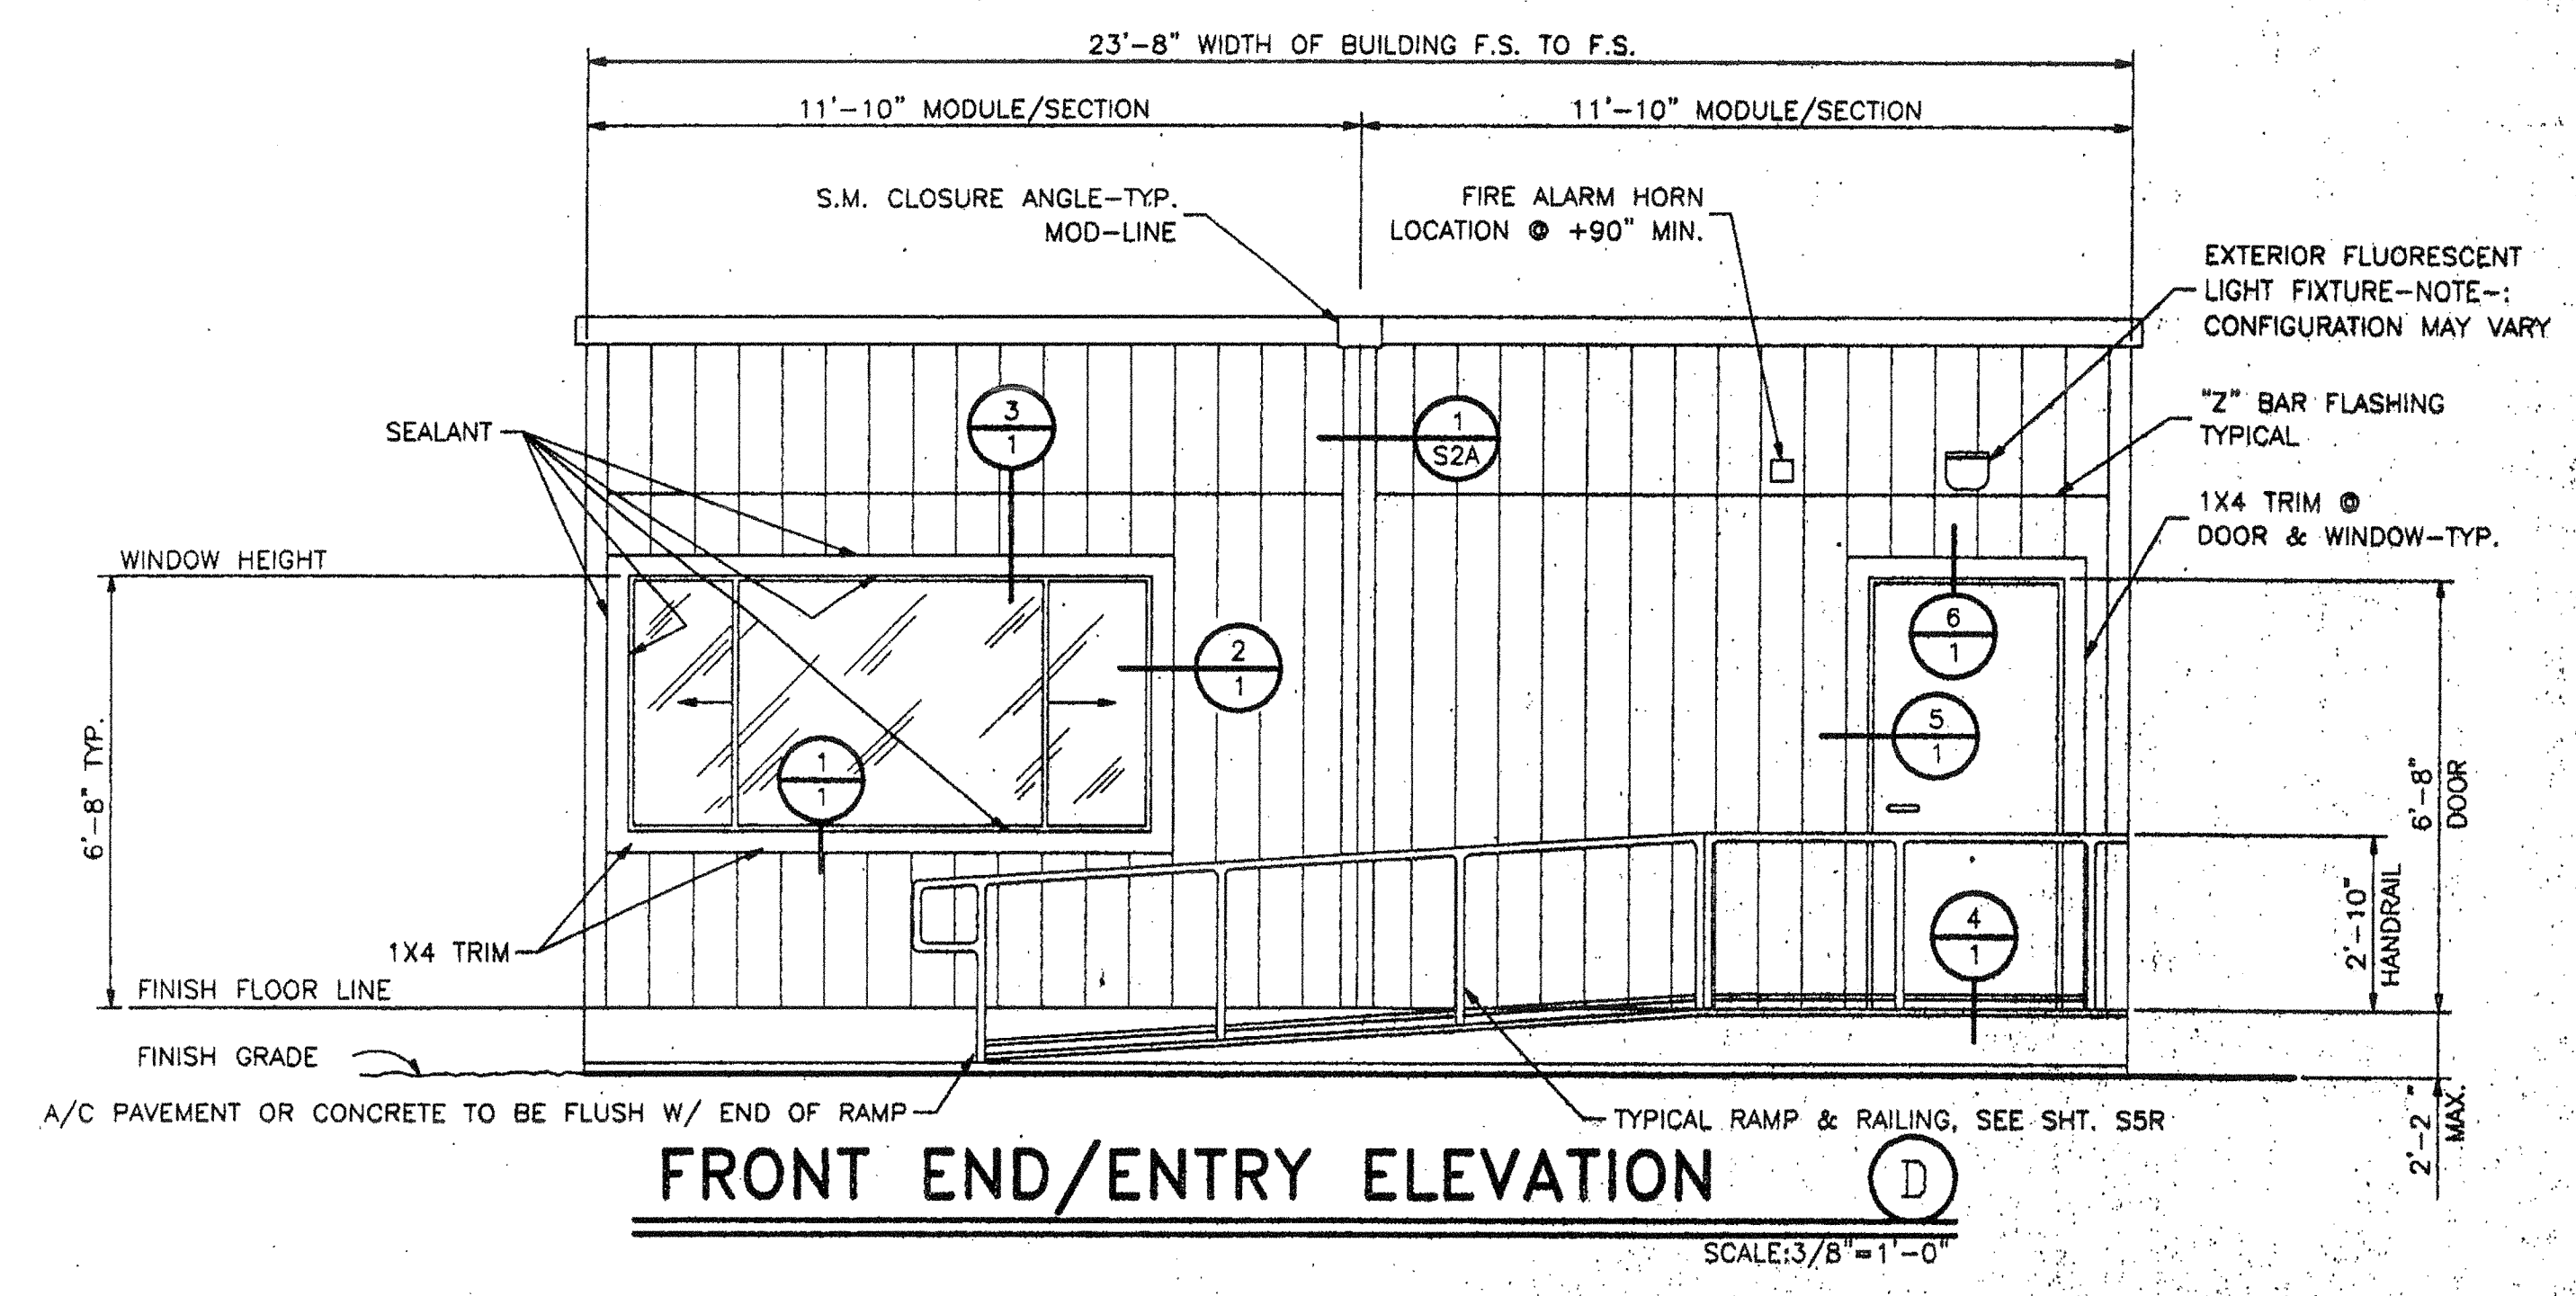 23'-8" WIDTH OF BUILDING F.S. TO F.S.
11'-10" MODULE/SECTION
11'-10" MODULE/SECTION
S.M. CLOSURE ANGLE-TYP.
MOD-LINE
FIRE ALARM HORN
LOCATION @ +90" MIN.
EXTERIOR FLUORESCENT
LIGHT FIXTURE-NOTE-:
CONFIGURATION MAY VARY
"Z" BAR FLASHING
TYPICAL
1X4 TRIM @
DOOR & WINDOW-TYP.
SEALANT
3
1
1
S2A
WINDOW HEIGHT
2
1
6
1
5
1
1
1
4
1
6'-8" TYP.
6'-8"
DOOR
2'-10"
HANDRAIL
1X4 TRIM
FINISH FLOOR LINE
FINISH GRADE
A/C PAVEMENT OR CONCRETE TO BE FLUSH W/ END OF RAMP
TYPICAL RAMP & RAILING, SEE SHT. S5R
2'-2 "
MAX.
FRONT END/ENTRY ELEVATION
D
SCALE:3/8"=1'-0"